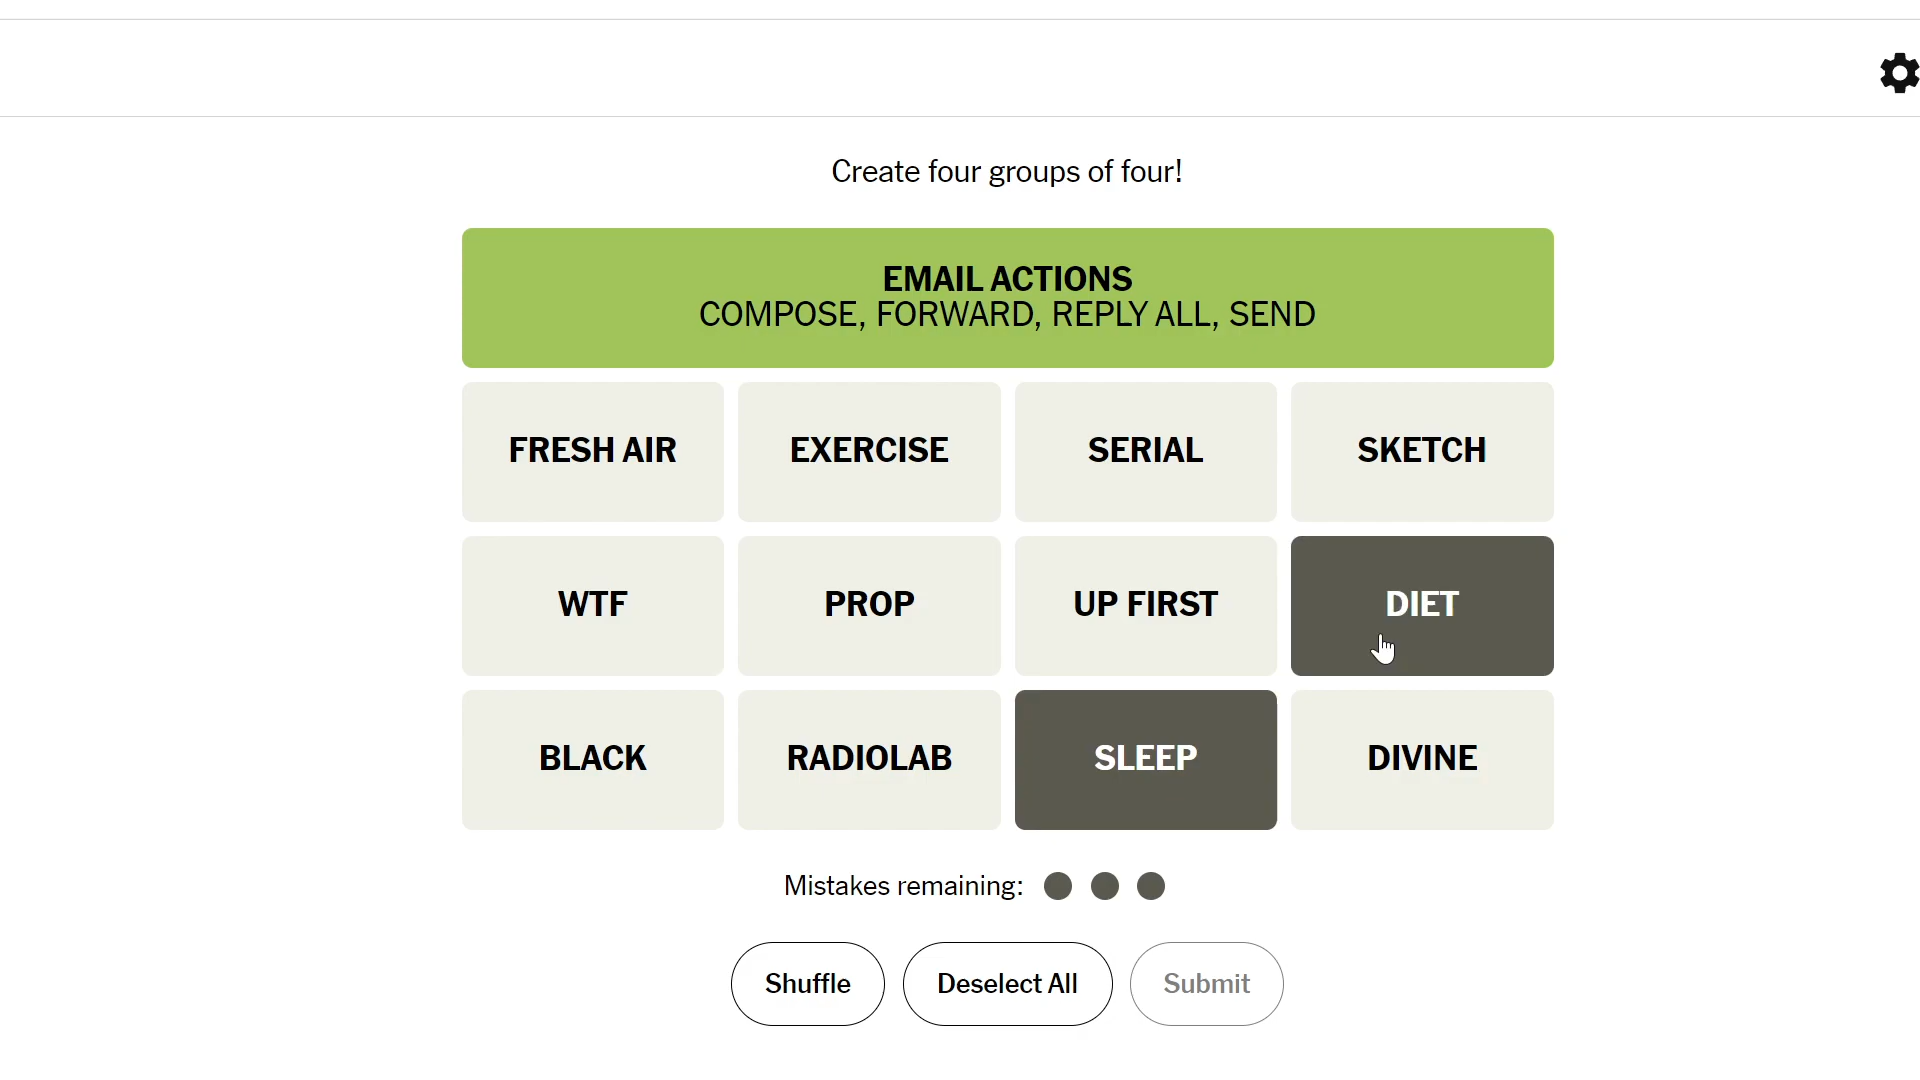 Create four groups of four!
EMAIL ACTIONS
COMPOSE, FORWARD, REPLY ALL, SEND
FRESH AIR
EXERCISE
SERIAL
SKETCH
WTF
PROP
UP FIRST
DIET
BLACK
RADIOLAB
SLEEP
DIVINE
Mistakes remaining:
Shuffle
Deselect All
Submit